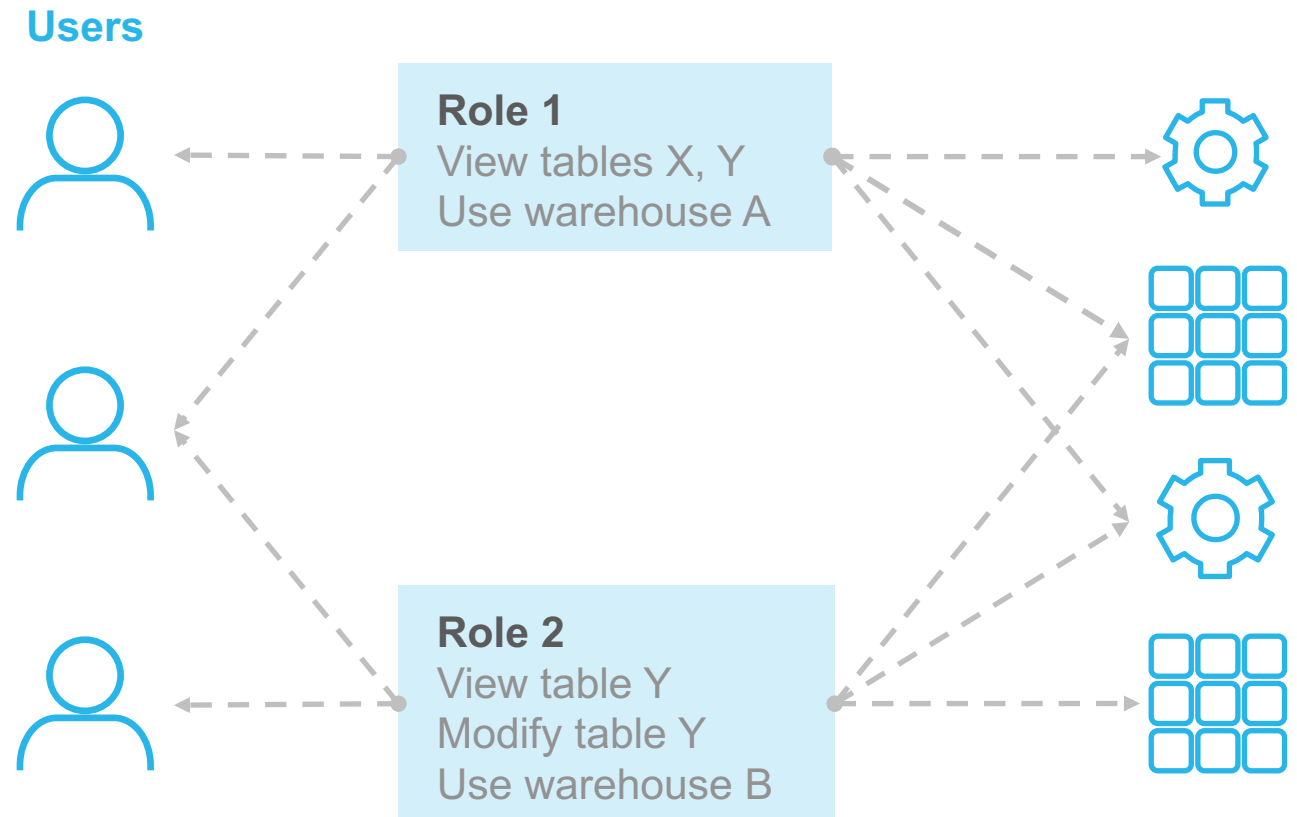 Users
Role 1
View tables X, Y
Use warehouse A
Role 2
View table Y
Modify table Y
Use warehouse B